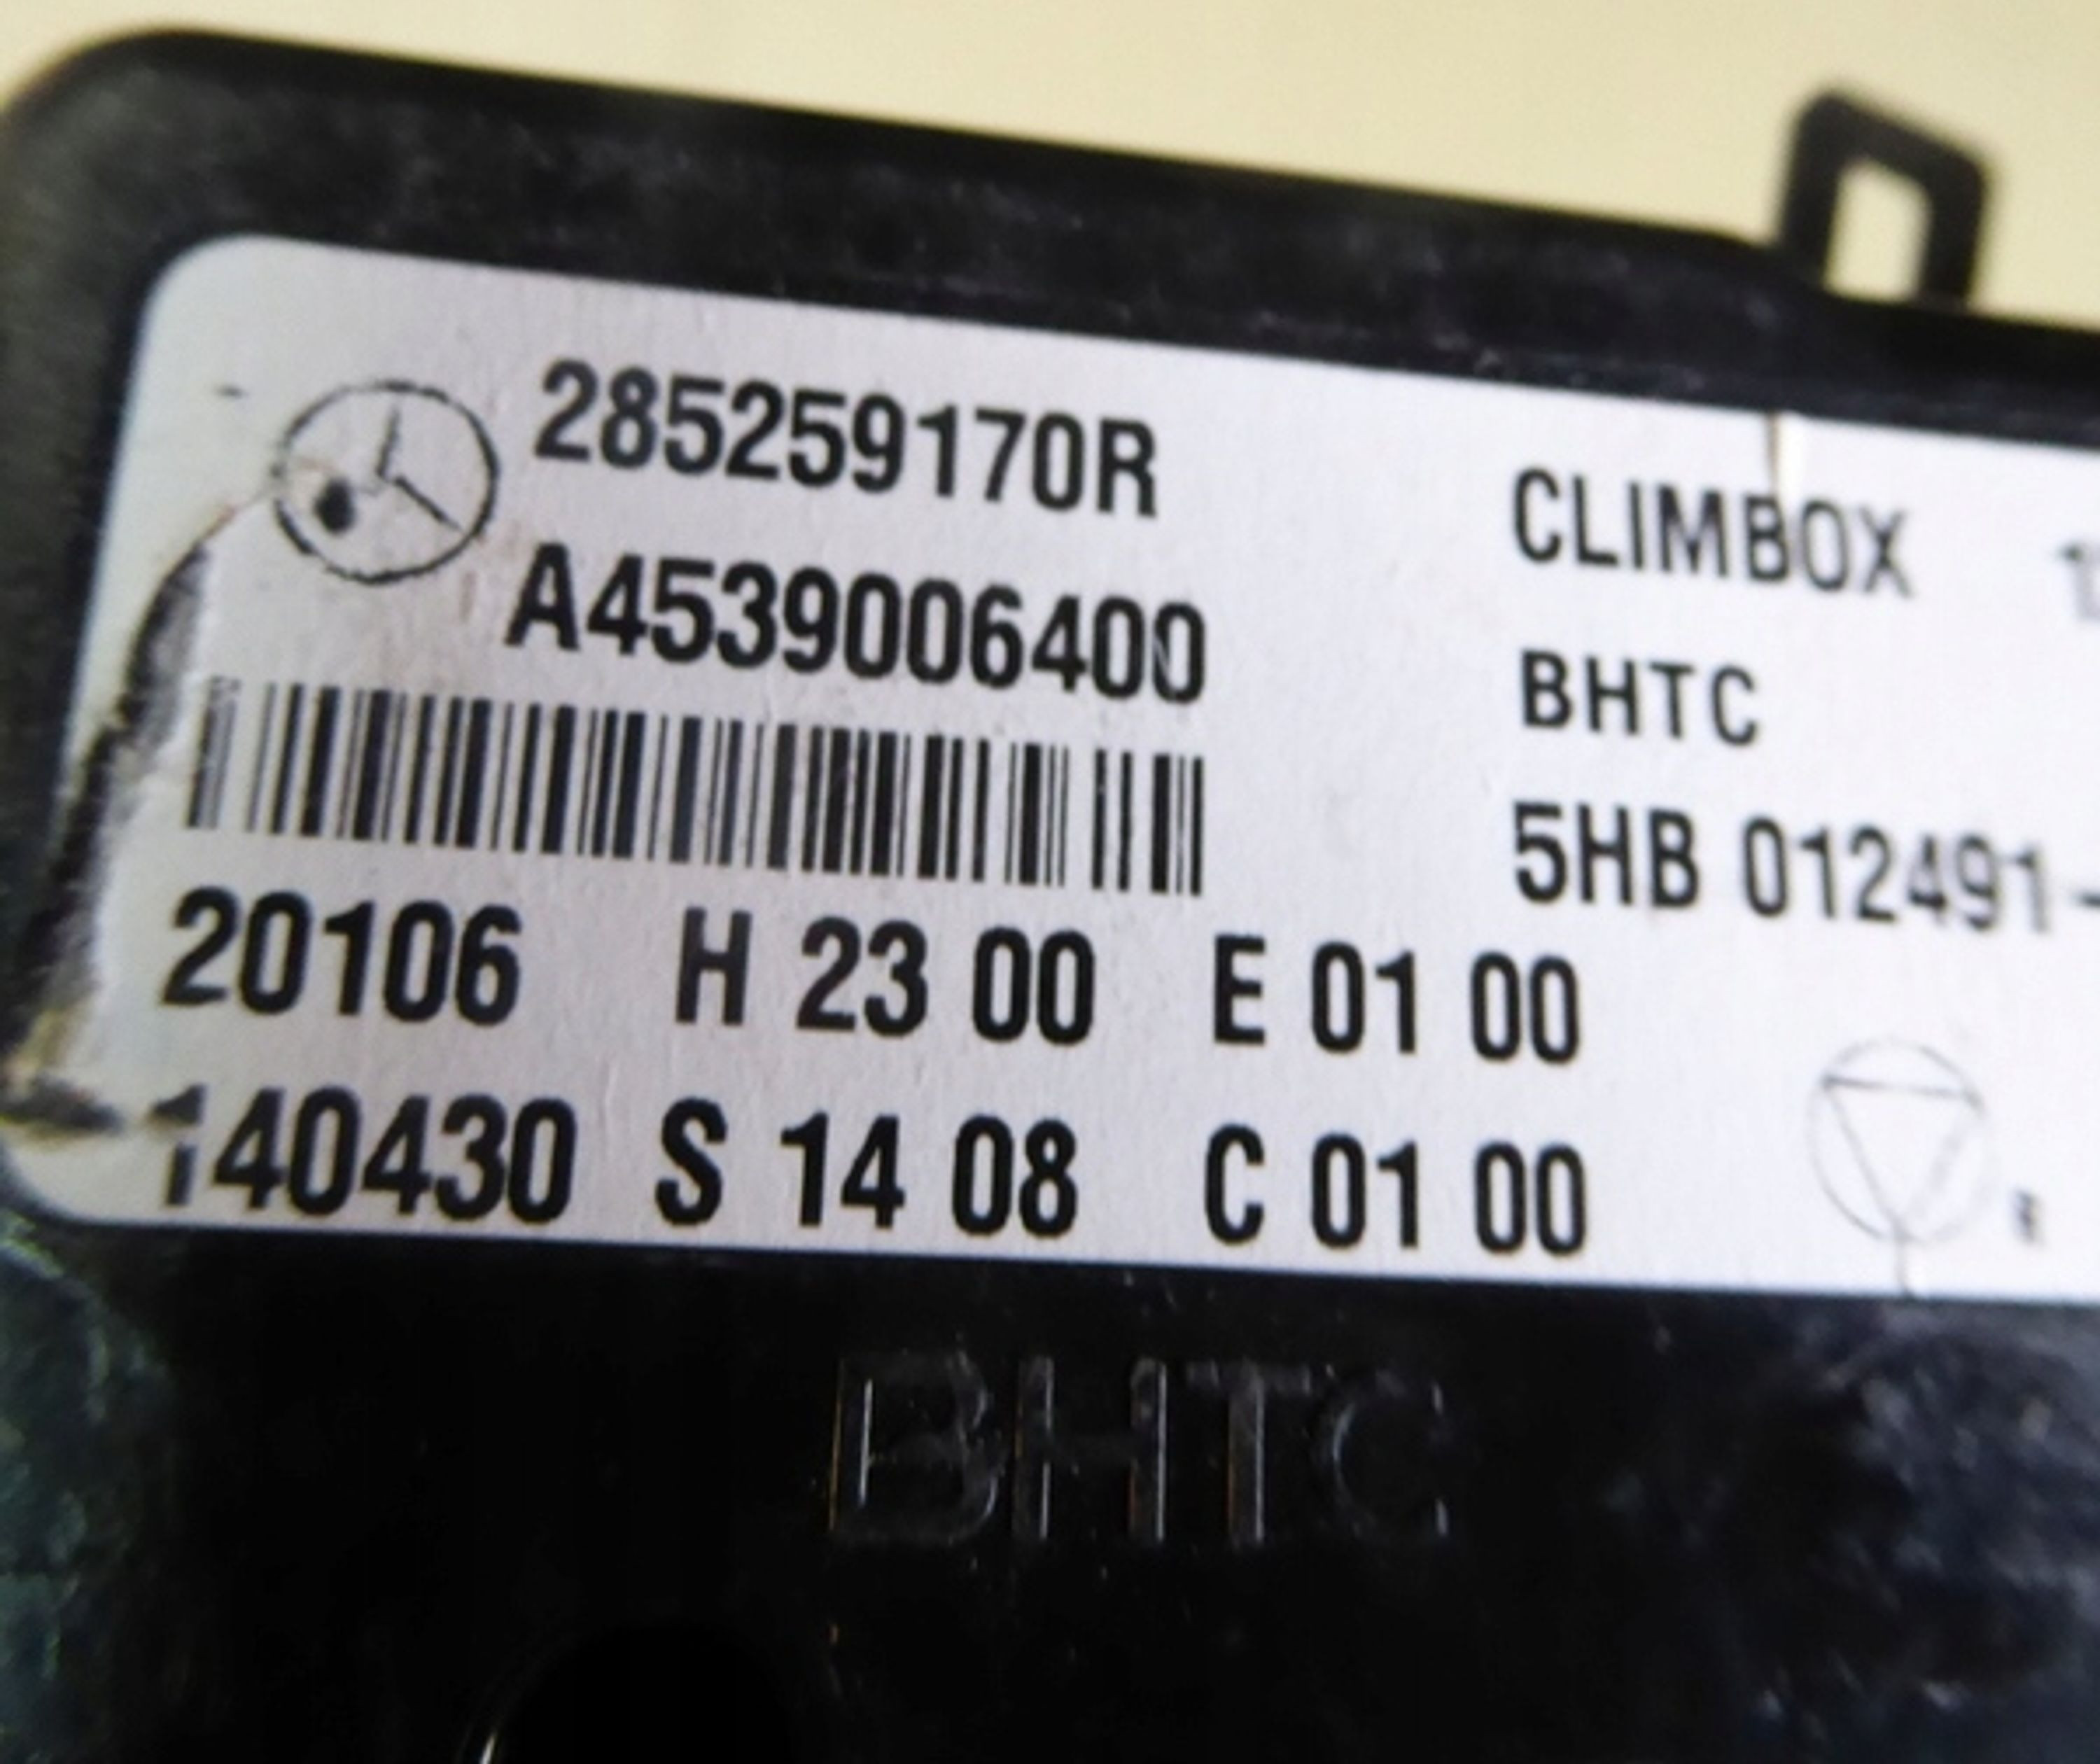 285259170R
A4539006400
CLIMBOX
BHTC
5HB 012491-
20106 H 23 00 E 01 00
140430 S 14 08 C 01 00
BHTC